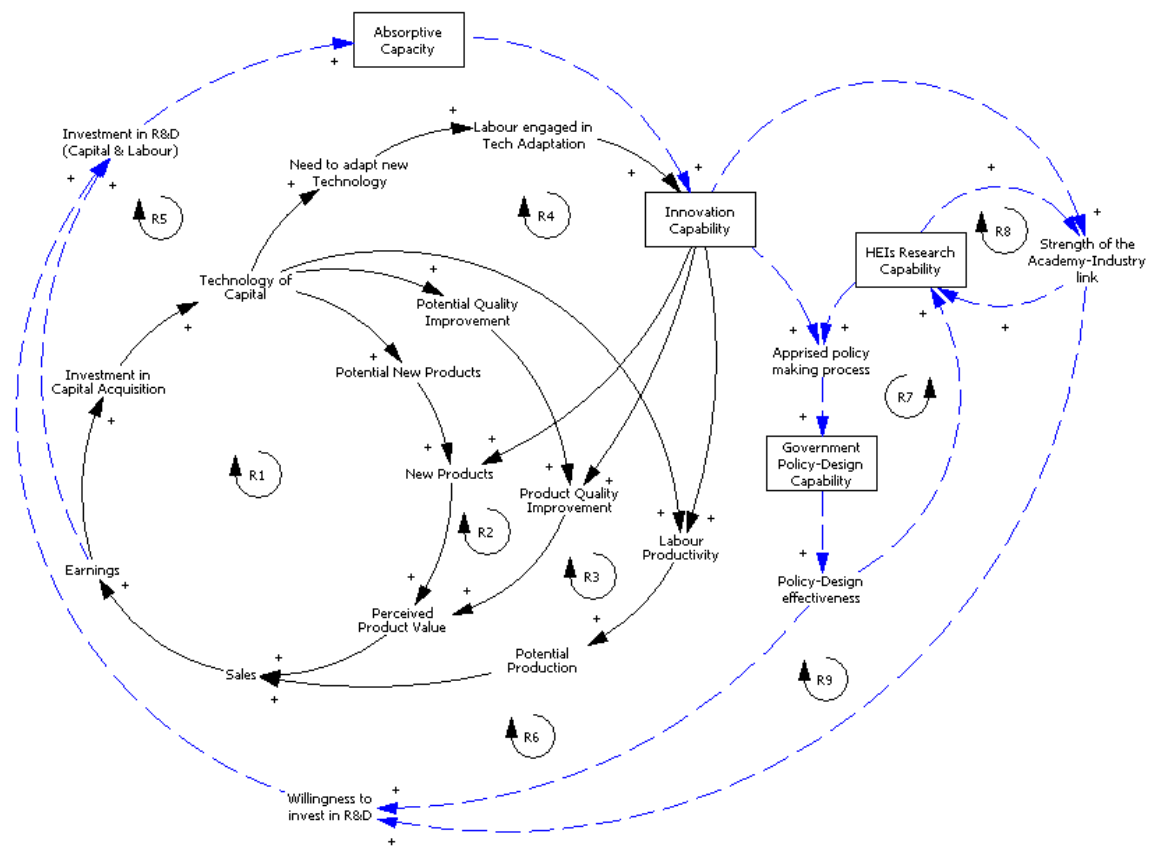 Absorptive
Capacity
+
+
Investment in R&D
(Capital & Labour)
Labour engaged in
Tech Adaptation
Need to adapt new
Technology
+
+
+
+
+
+
+
R5
R4
Innovation
Capability
R8
+
HEIs Research
Capability
Strength of the
Academy-Industry
link
Technology of
Capital
+
Potential Quality
Improvement
+
+
+
+
+
Apprised policy
making process
+
Potential New Products
Investment in
Capital Acquisition
R7
+
+
+
+
Government
Policy-Design
Capability
R1
New Products
+
+
Product Quality
Improvement
+
+
R2
Labour
Productivity
+
Earnings
+
R3
+
+
Policy-Design
effectiveness
Perceived
Product Value
+
+
Potential
Production
Sales
+
R9
R6
+
Willingness to
invest in R&D
+